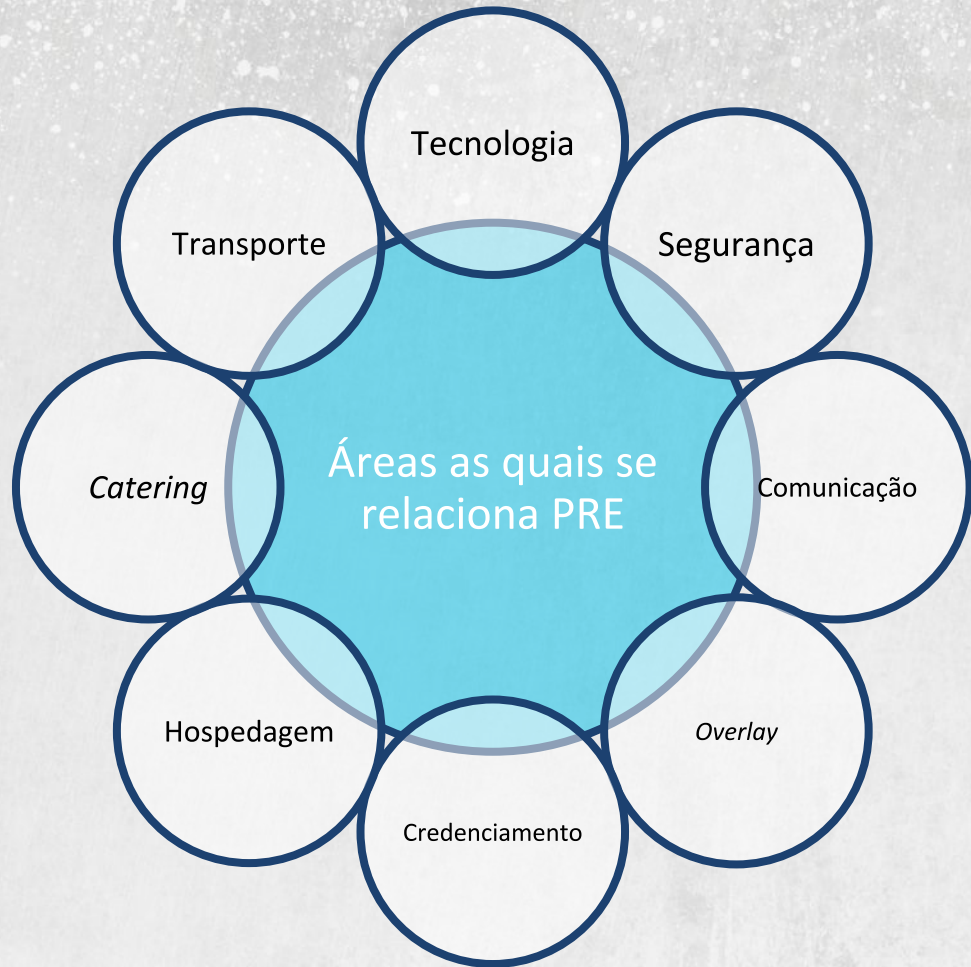 Tecnologia
Segurança
Transporte
Áreas as quais se
relaciona PRE
Catering
Comunicação
Hospedagem
Overlay
Credenciamento